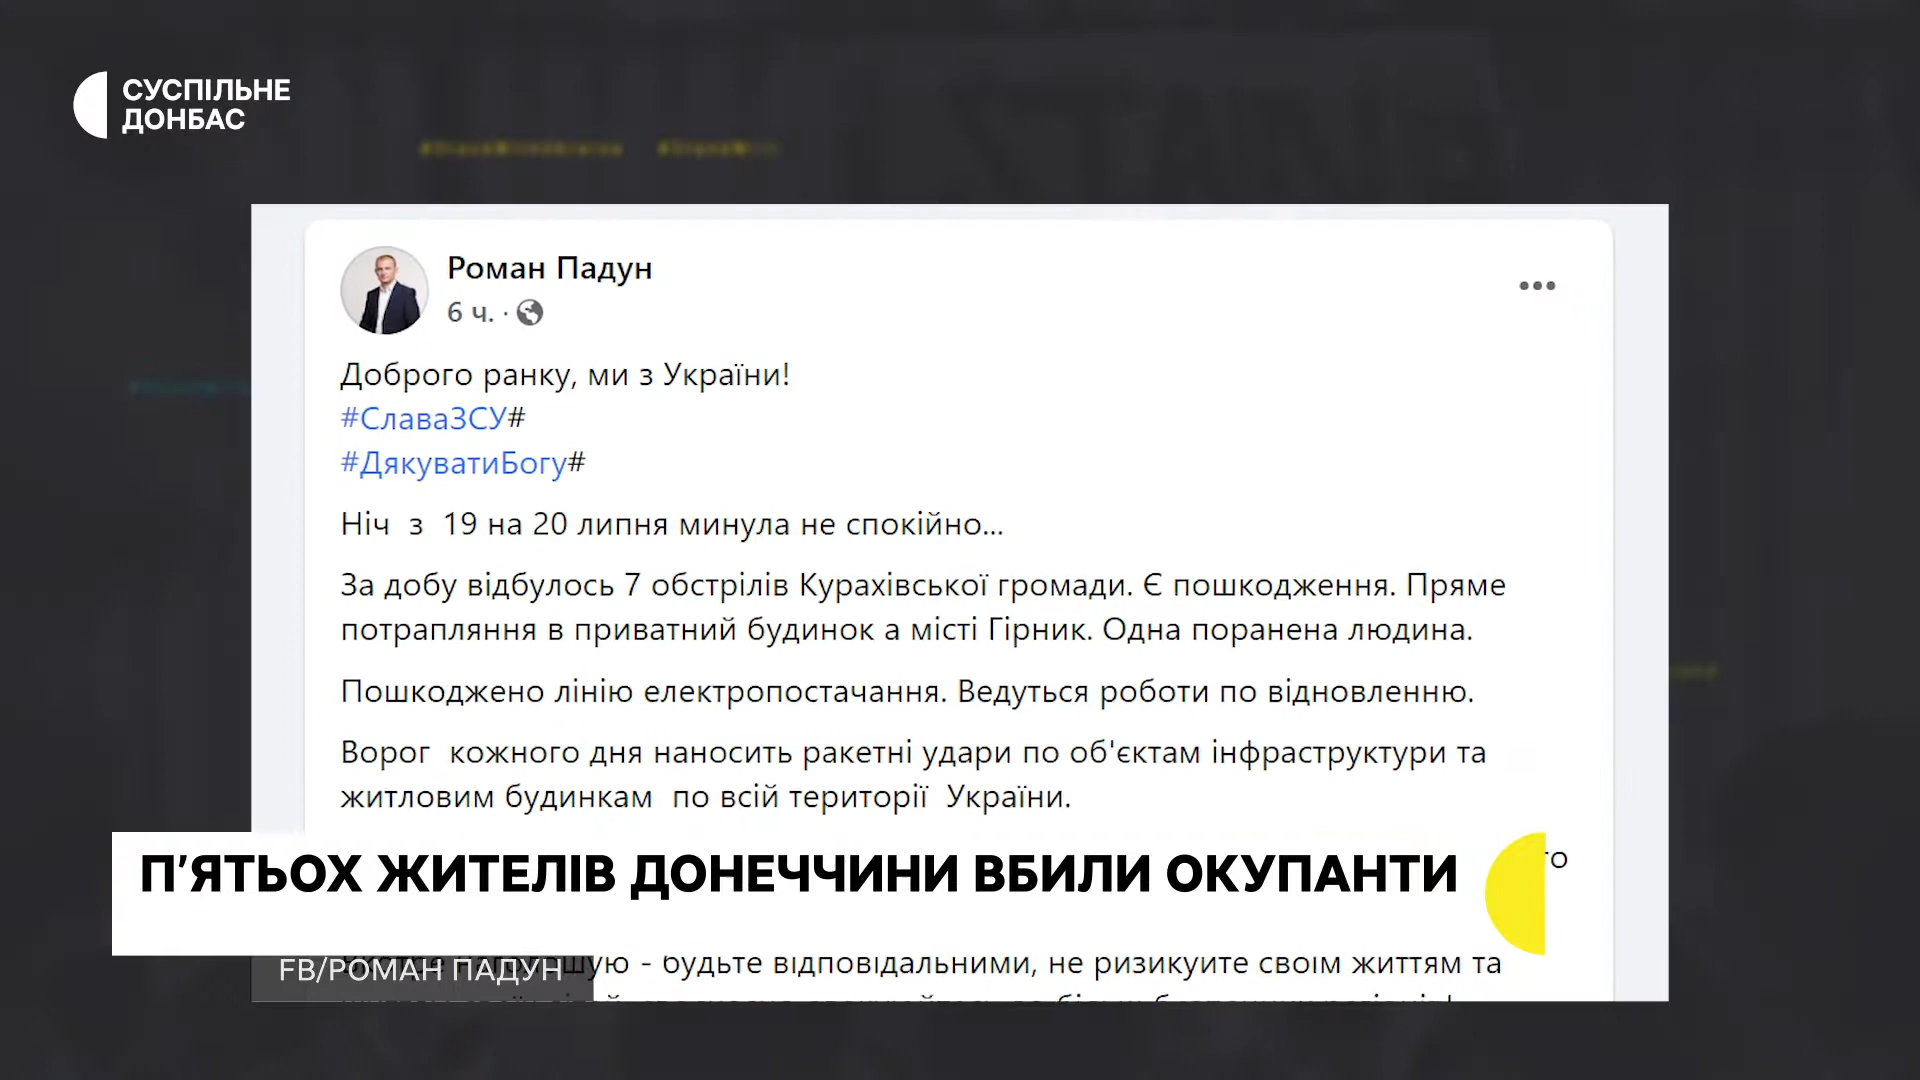 СУСПІЛЬНЕ
ДОНБАС
Роман Падун
6 ч. ·
Доброго ранку, ми з України!
#СлаваЗСУ#
#ДякуватиБогу#
Ніч з 19 на 20 липня минула не спокійно...
За добу відбулось 7 обстрілів Курахівської громади. Є пошкодження. Пряме
потрапляння в приватний будинок а місті Гірник. Одна поранена людина.
Пошкоджено лінію електропостачання. Ведуться роботи по відновленню.
Ворог кожного дня наносить ракетні удари по об'єктам інфраструктури та
житловим будинкам по всій території України.
П’ЯТЬОХ ЖИТЕЛІВ ДОНЕЧЧИНИ ВБИЛИ ОКУПАНТИ
- будьте відповідальними, не ризикуйте своїм життям та
FB/РОМАН ПАДУН